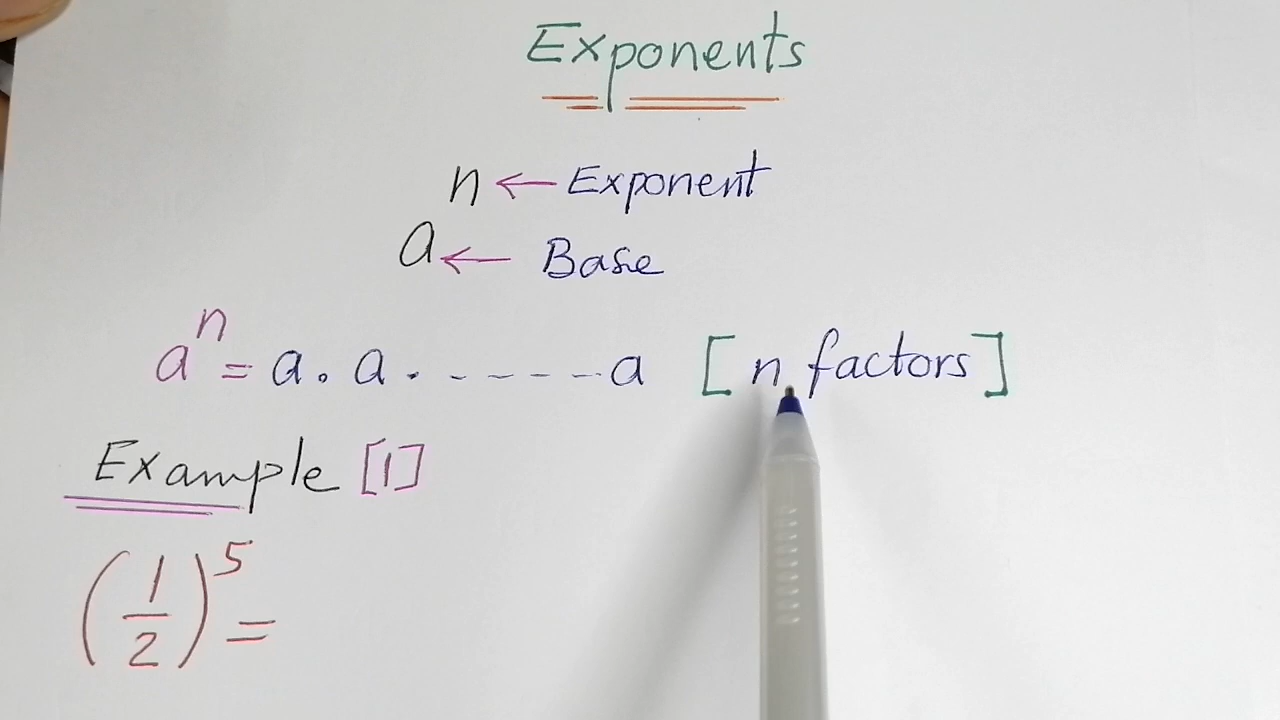 Exponents
n ← Exponent
a ← Base
aⁿ = a . a . - - - - - a [n factors]
Example [1]
(1/2)⁵ =